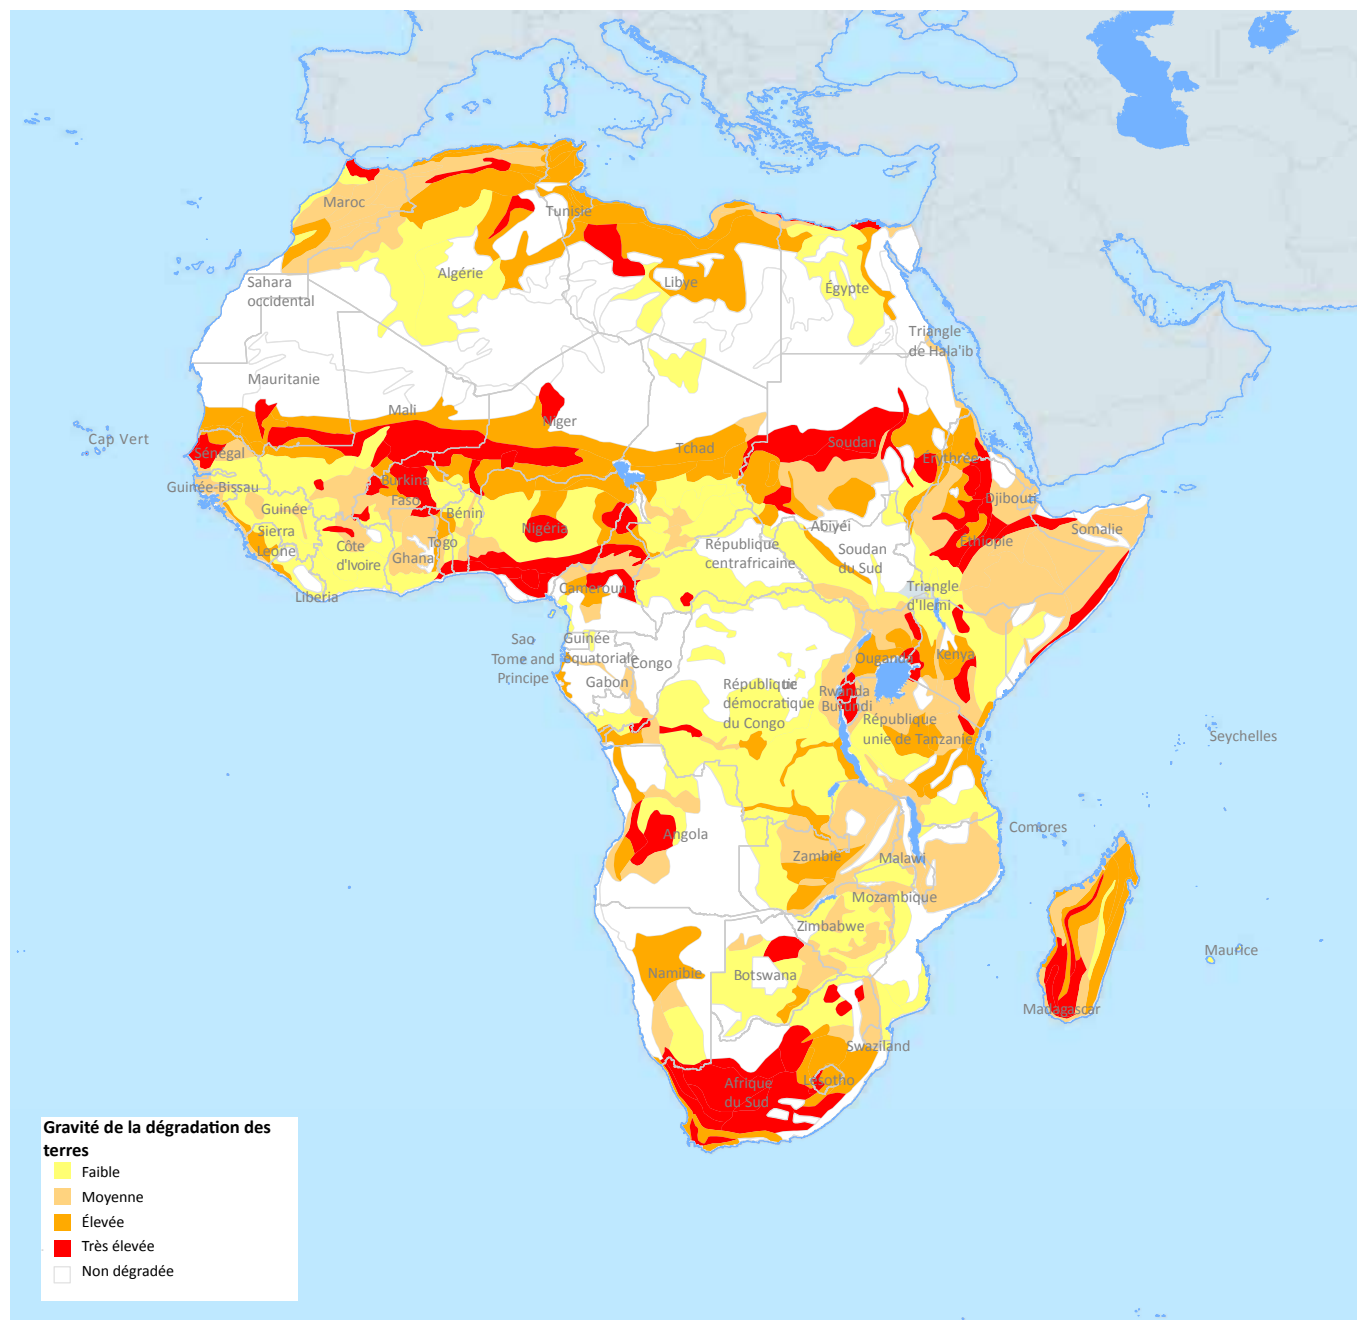 Maroc
Tunisie
Algérie
Libye
Égypte
Sahara
occidental
Triangle
de Hala'ib
Mauritanie
Mali
Niger
Cap Vert
Tchad
Soudan
Sénégal
Érythrée
Burkina
Faso
Guinée-Bissau
Djibouti
Guinée
Bénin
Nigéria
Abiyéi
Somalie
Sierra
Leone
Côte
d'Ivoire
Togo
Ghana
République
centrafricaine
Soudan
du Sud
Éthiopie
Liberia
Cameroun
Triangle
d'Ilemi
Sao
Tome and
Principe
Guinée
équatoriale
Congo
Ouganda
Kenya
Gabon
République
démocratique
du Congo
Rwanda
Burundi
République
unie de Tanzanie
Seychelles
Comores
Angola
Zambie
Malawi
Mozambique
Zimbabwe
Maurice
Namibie
Botswana
Madagascar
Swaziland
Afrique
du Sud
Lesotho
Gravité de la dégradation des
terres
Faible
Moyenne
Élevée
Très élevée
Non dégradée